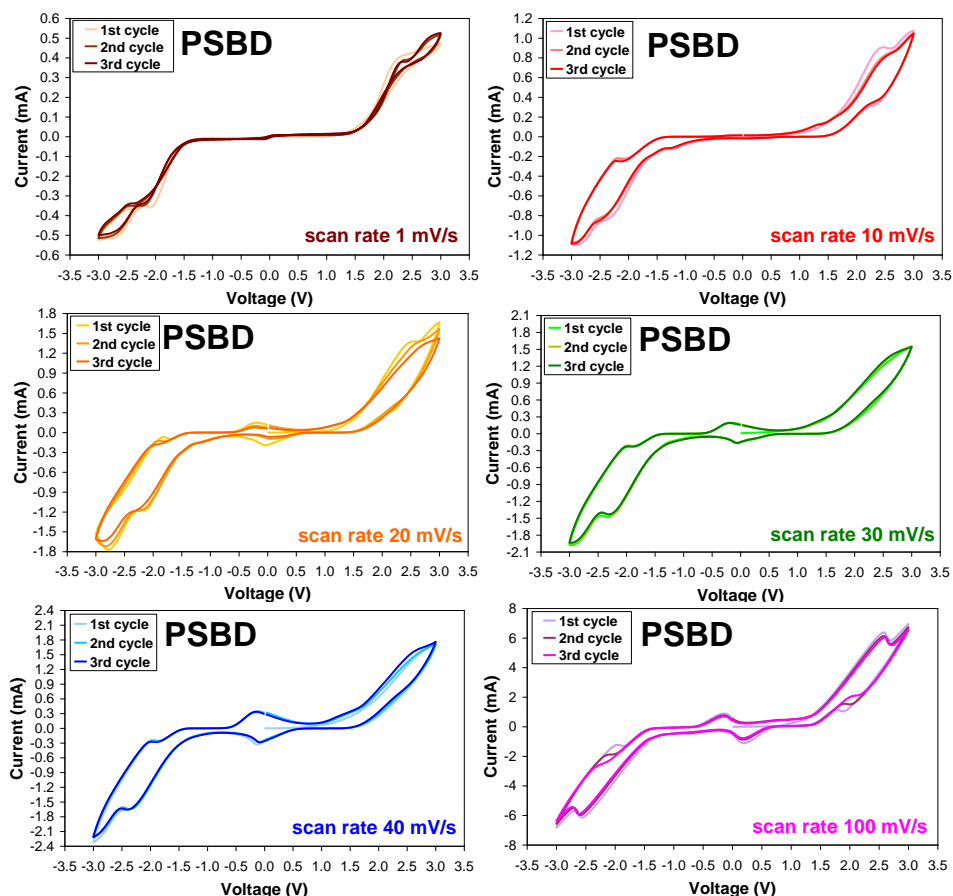 PSBD
1st cycle
2nd cycle
3rd cycle
0.6
0.5
0.4
0.3
0.2
0.1
0.0
-0.1
-0.2
-0.3
-0.4
-0.5
-0.6
Current (mA)
scan rate 1 mV/s
-3.5 -3.0 -2.5 -2.0 -1.5 -1.0 -0.5 0.0 0.5 1.0 1.5 2.0 2.5 3.0 3.5
Voltage (V)
PSBD
1st cycle
2nd cycle
3rd cycle
1.2
1.0
0.8
0.6
0.4
0.2
0.0
-0.2
-0.4
-0.6
-0.8
-1.0
-1.2
Current (mA)
scan rate 10 mV/s
-3.5 -3.0 -2.5 -2.0 -1.5 -1.0 -0.5 0.0 0.5 1.0 1.5 2.0 2.5 3.0 3.5
Voltage (V)
PSBD
1st cycle
2nd cycle
3rd cycle
1.8
1.5
1.2
0.9
0.6
0.3
0.0
-0.3
-0.6
-0.9
-1.2
-1.5
-1.8
Current (mA)
scan rate 20 mV/s
-3.5 -3.0 -2.5 -2.0 -1.5 -1.0 -0.5 0.0 0.5 1.0 1.5 2.0 2.5 3.0 3.5
Voltage (V)
PSBD
1st cycle
2nd cycle
3rd cycle
2.1
1.8
1.5
1.2
0.9
0.6
0.3
0.0
-0.3
-0.6
-0.9
-1.2
-1.5
-1.8
-2.1
Current (mA)
scan rate 30 mV/s
-3.5 -3.0 -2.5 -2.0 -1.5 -1.0 -0.5 0.0 0.5 1.0 1.5 2.0 2.5 3.0 3.5
Voltage (V)
PSBD
1st cycle
2nd cycle
3rd cycle
2.4
2.1
1.8
1.5
1.2
0.9
0.6
0.3
0.0
-0.3
-0.6
-0.9
-1.2
-1.5
-1.8
-2.1
-2.4
Current (mA)
scan rate 40 mV/s
-3.5 -3.0 -2.5 -2.0 -1.5 -1.0 -0.5 0.0 0.5 1.0 1.5 2.0 2.5 3.0 3.5
Voltage (V)
PSBD
1st cycle
2nd cycle
3rd cycle
8
6
4
2
0
-2
-4
-6
-8
Current (mA)
scan rate 100 mV/s
-3.5 -3.0 -2.5 -2.0 -1.5 -1.0 -0.5 0.0 0.5 1.0 1.5 2.0 2.5 3.0 3.5
Voltage (V)